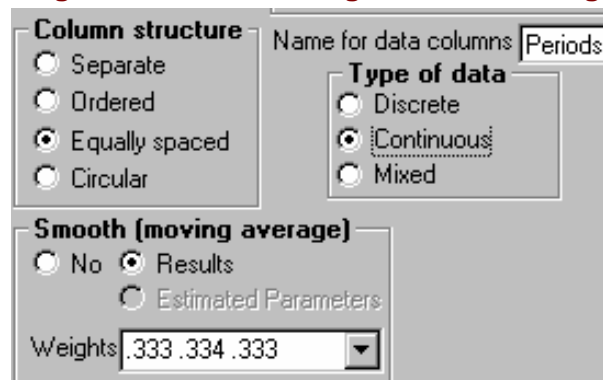 Column structure
Separate
Ordered
Equally spaced
Circular
Name for data columns Periods
Type of data
Discrete
Continuous
Mixed
Smooth (moving average)
No Results
Estimated Parameters
Weights .333 .334 .333